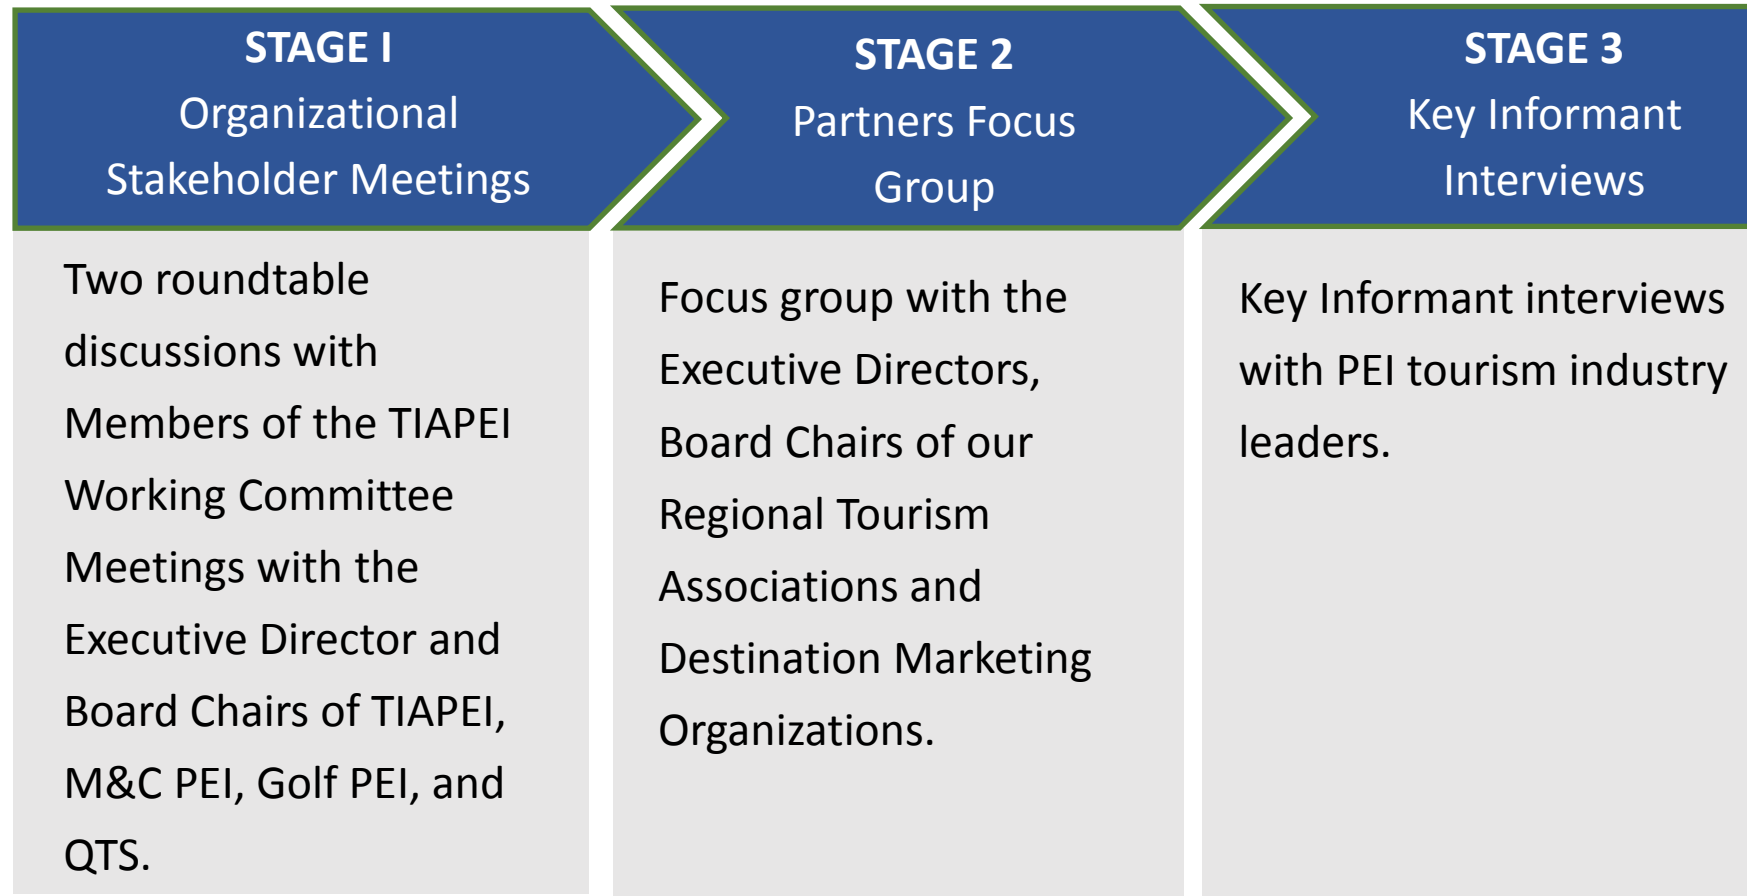 STAGE I
Organizational
Stakeholder Meetings
Two roundtable
discussions with
Members of the TIAPEI
Working Committee
Meetings with the
Executive Director and
Board Chairs of TIAPEI,
M&C PEI, Golf PEI, and
QTS.
STAGE 2
Partners Focus
Group
Focus group with the
Executive Directors,
Board Chairs of our
Regional Tourism
Associations and
Destination Marketing
Organizations.
STAGE 3
Key Informant
Interviews
Key Informant interviews
with PEI tourism industry
leaders.